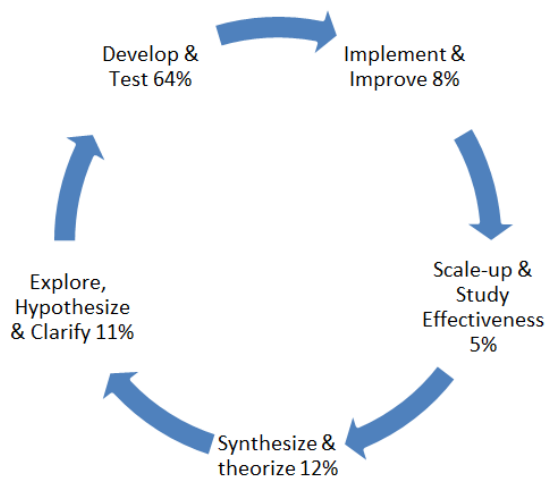 Develop &
Test 64%
Implement &
Improve 8%
Scale-up &
Study
Effectiveness
5%
Synthesize &
theorize 12%
Explore,
Hypothesize
& Clarify 11%